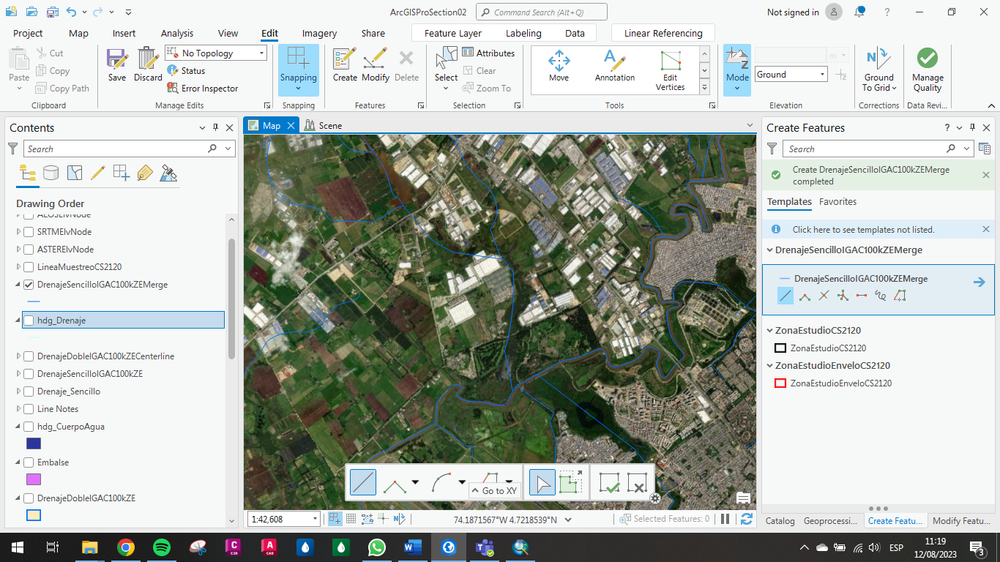 ArcGISProSection02
Command Search (Alt+Q)
Not signed in
?
Project
Map
Insert
Analysis
View
Edit
Imagery
Share
Feature Layer
Labeling
Data
Linear Referencing
Paste
Cut
Copy
Copy Path
Clipboard
Save
Discard
No Topology
Status
Error Inspector
Manage Edits
Snapping
Snapping
Create
Modify
Delete
Features
Select
Attributes
Clear
Zoom To
Selection
Move
Annotation
Edit
Vertices
Tools
Mode
m
Ground
Elevation
Ground
To Grid
Corrections
Manage
Quality
Data Revi...
Contents
Search
Drawing Order
ALOSElvNode
SRTMElvNode
ASTERElvNode
LineaMuestreoCS2120
DrenajeSencilloIGAC100kZEMerge
hdg_Drenaje
DrenajeDobleIGAC100kZECenterline
DrenajeSencilloIGAC100kZE
Drenaje_Sencillo
Line Notes
hdg_CuerpoAgua
Embalse
DrenajeDobleIGAC100kZE
Map
Scene
Go to XY
1:42,608
74.1871567°W 4.7218539°N
Selected Features: 0
Create Features
?
Search
Create DrenajeSencilloIGAC100kZEMerge
completed
Templates
Favorites
Click here to see templates not listed.
DrenajeSencilloIGAC100kZEMerge
DrenajeSencilloIGAC100kZEMerge
ZonaEstudioCS2120
ZonaEstudioCS2120
ZonaEstudioEnveloCS2120
ZonaEstudioEnveloCS2120
Catalog
Geoprocessi...
Create Featu...
Modify Featu...
ESP
11:19
12/08/2023
3